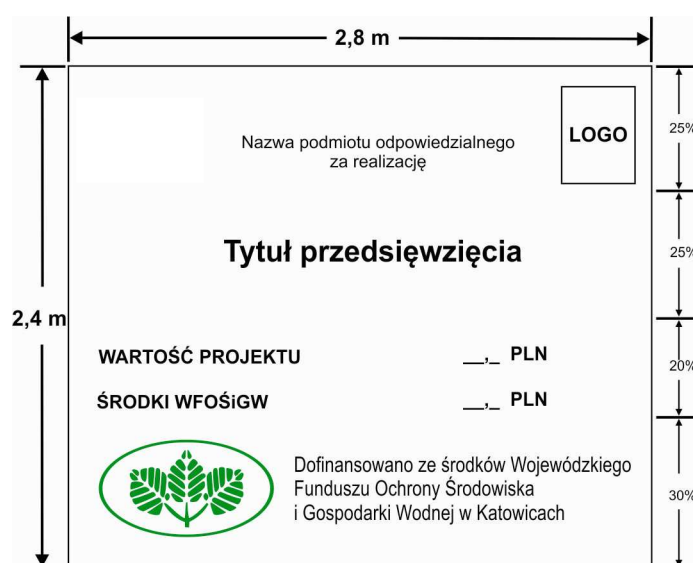 2,8 m
LOGO
25%
Nazwa podmiotu odpowiedzialnego
za realizację
Tytuł przedsięwzięcia
25%
2,4 m
WARTOŚĆ PROJEKTU __,_ PLN
20%
ŚRODKI WFOŚiGW __,_ PLN
Dofinansowano ze środków Wojewódzkiego
Funduszu Ochrony Środowiska
i Gospodarki Wodnej w Katowicach
30%